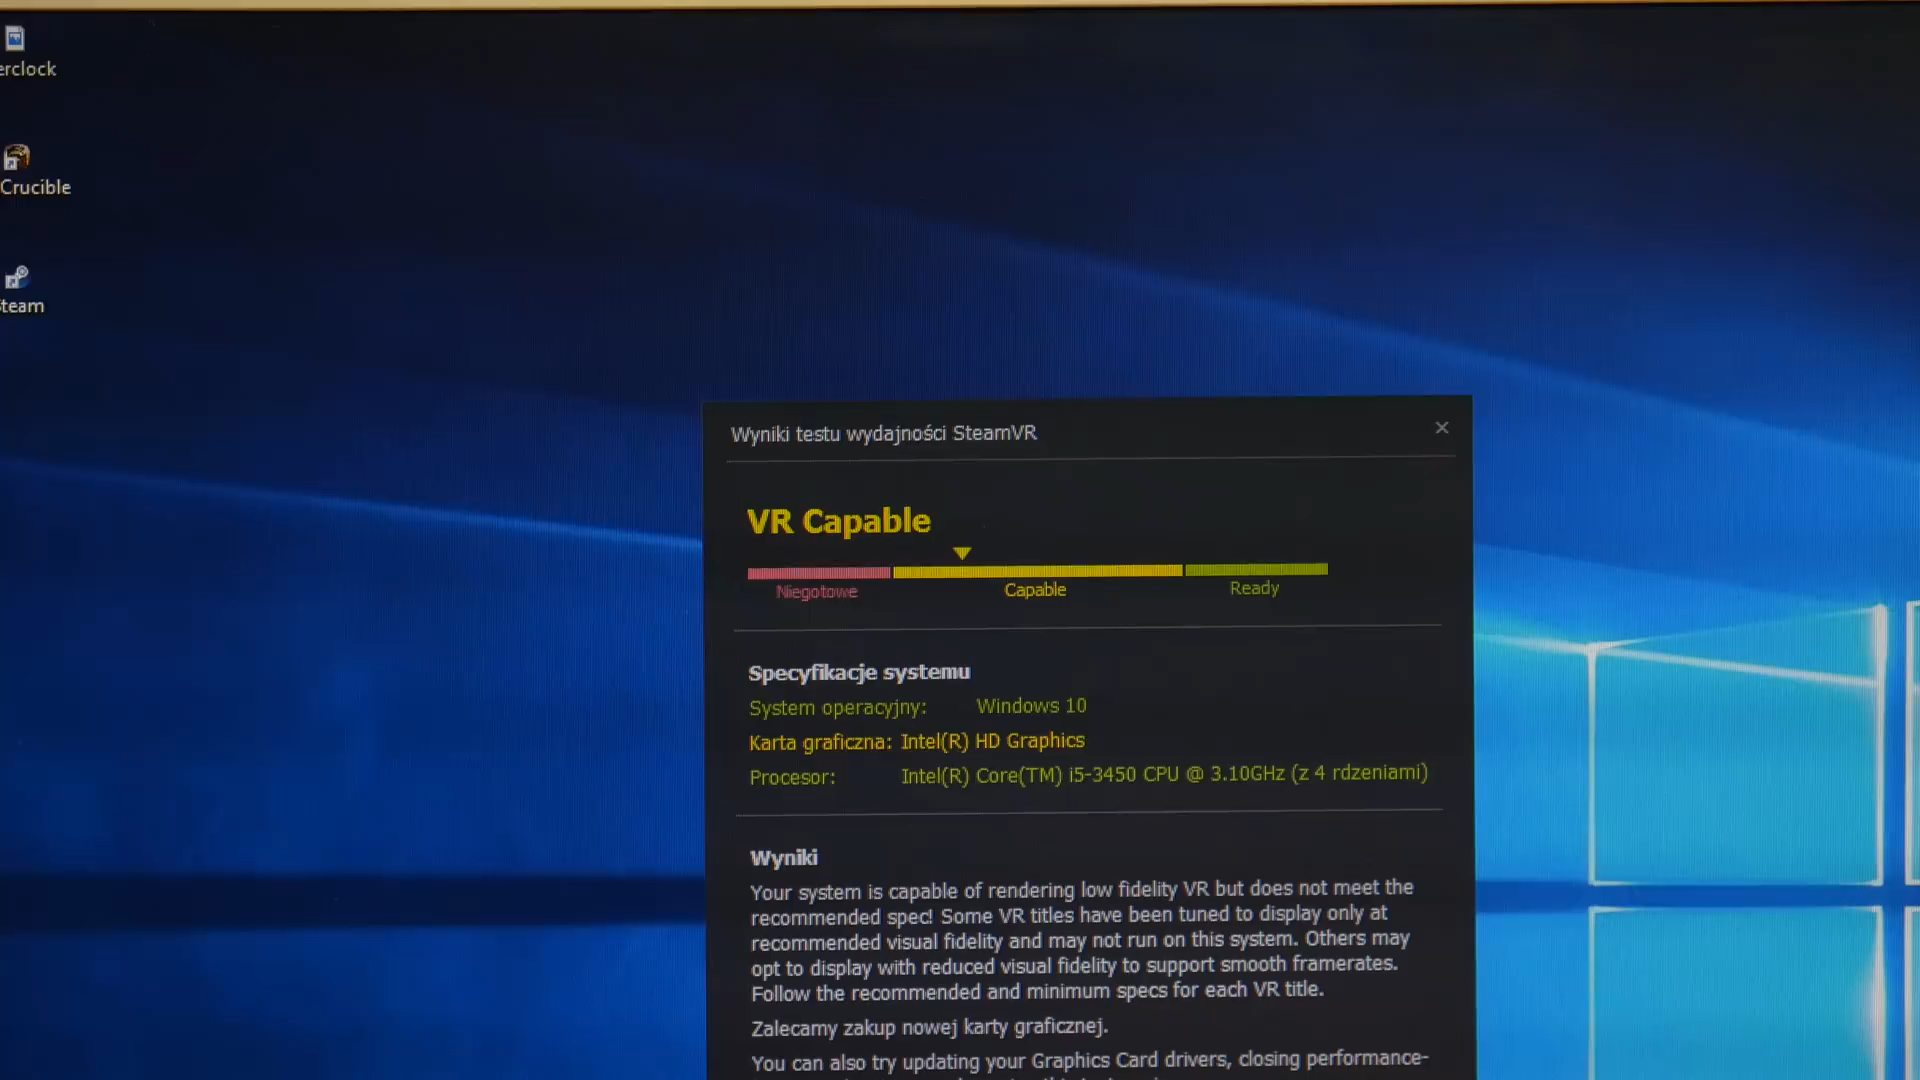 erclock
Crucible
Steam
Wyniki testu wydajności SteamVR
VR Capable
Niegotowe
Capable
Ready
Specyfikacje systemu
System operacyjny: Windows 10
Karta graficzna: Intel(R) HD Graphics
Procesor: Intel(R) Core(TM) i5-3450 CPU @ 3.10GHz (z 4 rdzeniami)
Wyniki
Your system is capable of rendering low fidelity VR but does not meet the
recommended spec! Some VR titles have been tuned to display only at
recommended visual fidelity and may not run on this system. Others may
opt to display with reduced visual fidelity to support smooth framerates.
Follow the recommended and minimum specs for each VR title.
Zalecamy zakup nowej karty graficznej.
You can also try updating your Graphics Card drivers, closing performance-